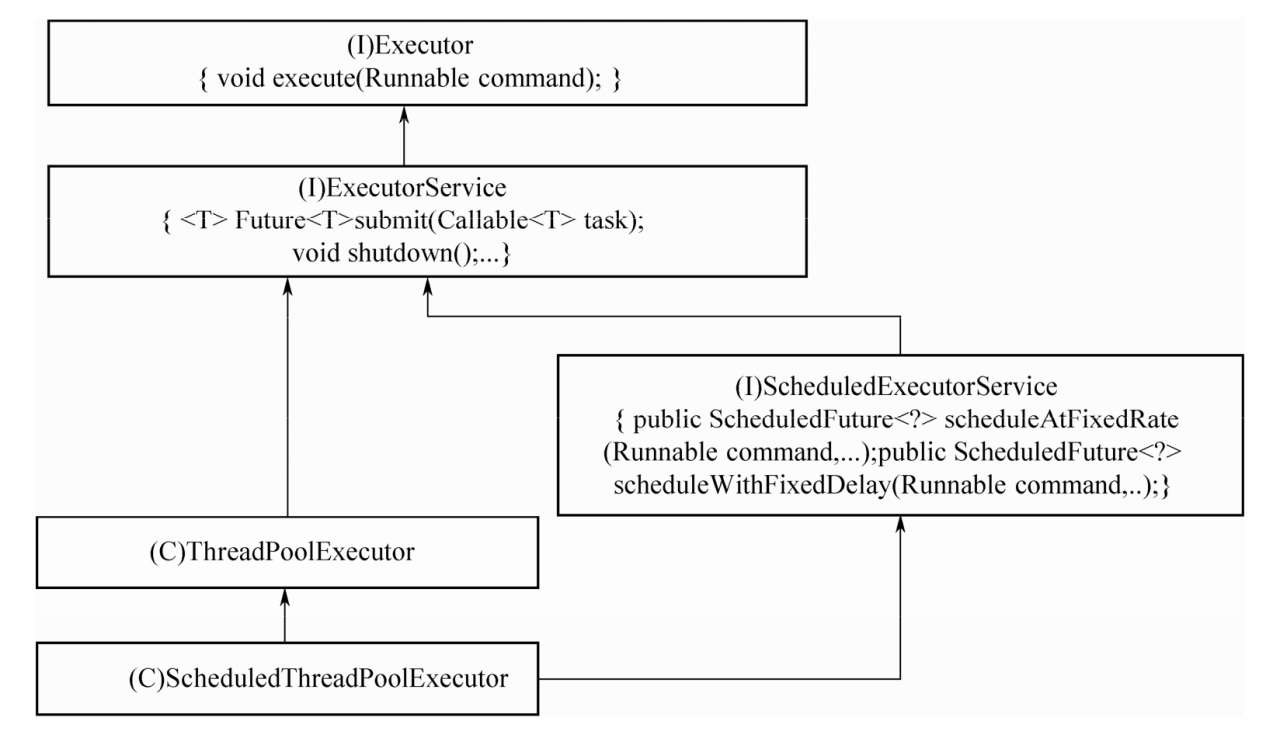 (I)Executor
{ void execute(Runnable command); }
(I)ExecutorService
{ <T> Future<T>submit(Callable<T> task);
void shutdown();...}
(I)ScheduledExecutorService
{ public ScheduledFuture<?> scheduleAtFixedRate
(Runnable command,...);public ScheduledFuture<?>
scheduleWithFixedDelay(Runnable command,..);}
(C)ThreadPoolExecutor
(C)ScheduledThreadPoolExecutor